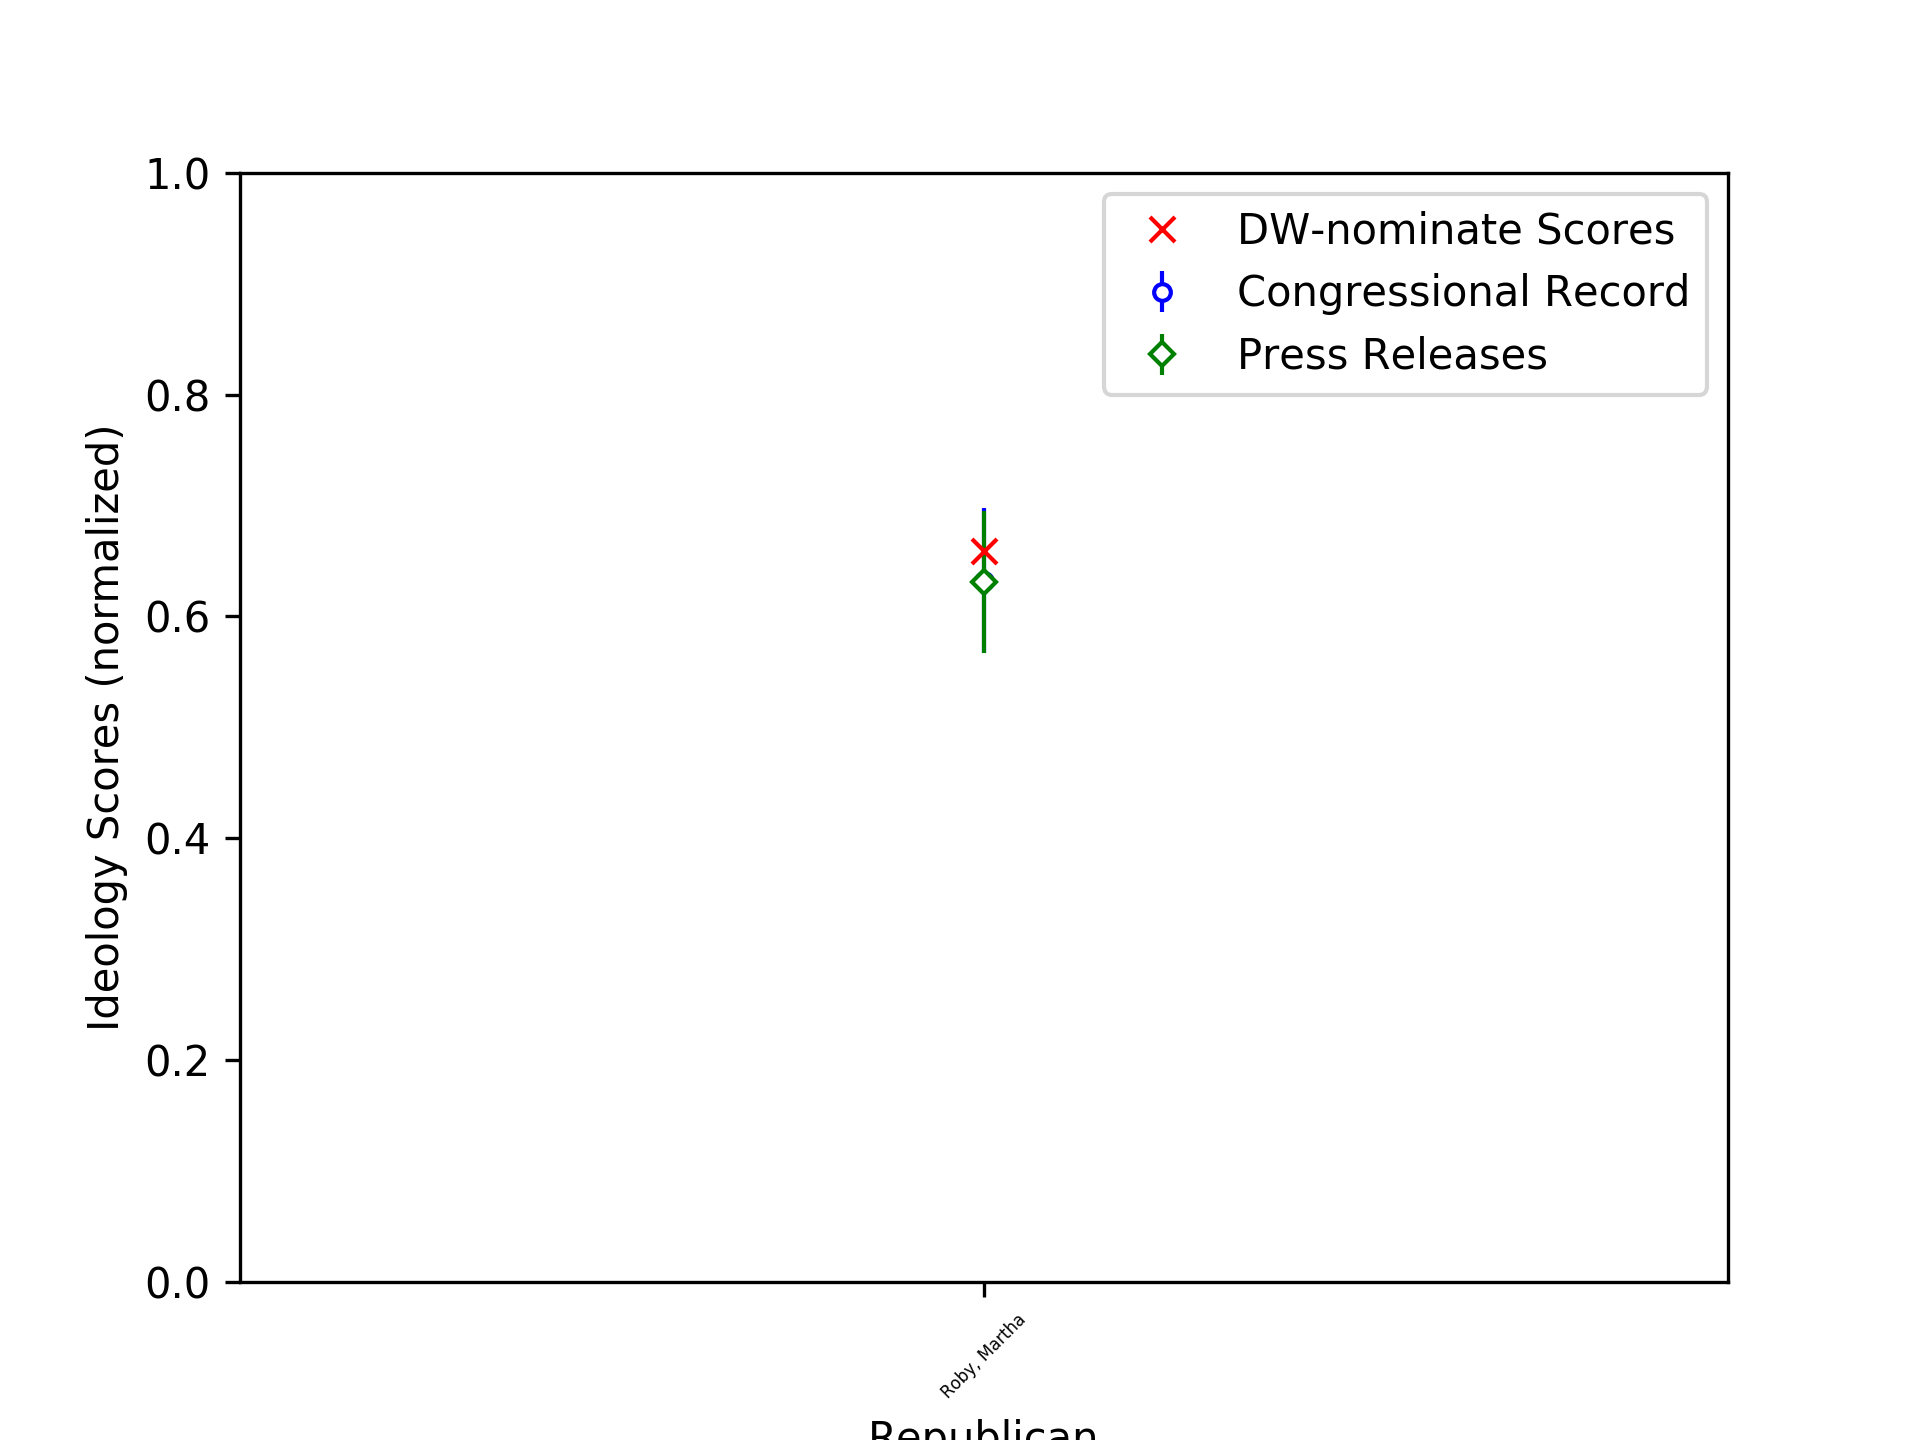 1.0
DW-nominate Scores
Congressional Record
Press Releases
0.8
0.6
0.4
0.2
0.0
Ideology Scores (normalized)
Roby, Martha
Republican